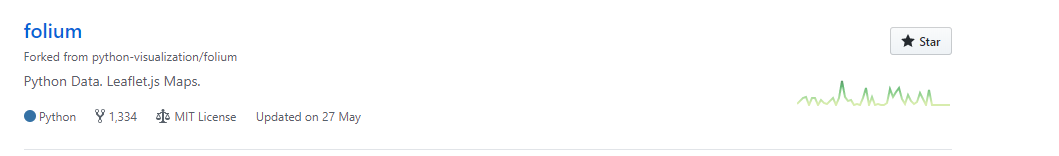 folium
Star
Forked from python-visualization/folium
Python Data. Leaflet.js Maps.
Python 1,334 MIT License Updated on 27 May